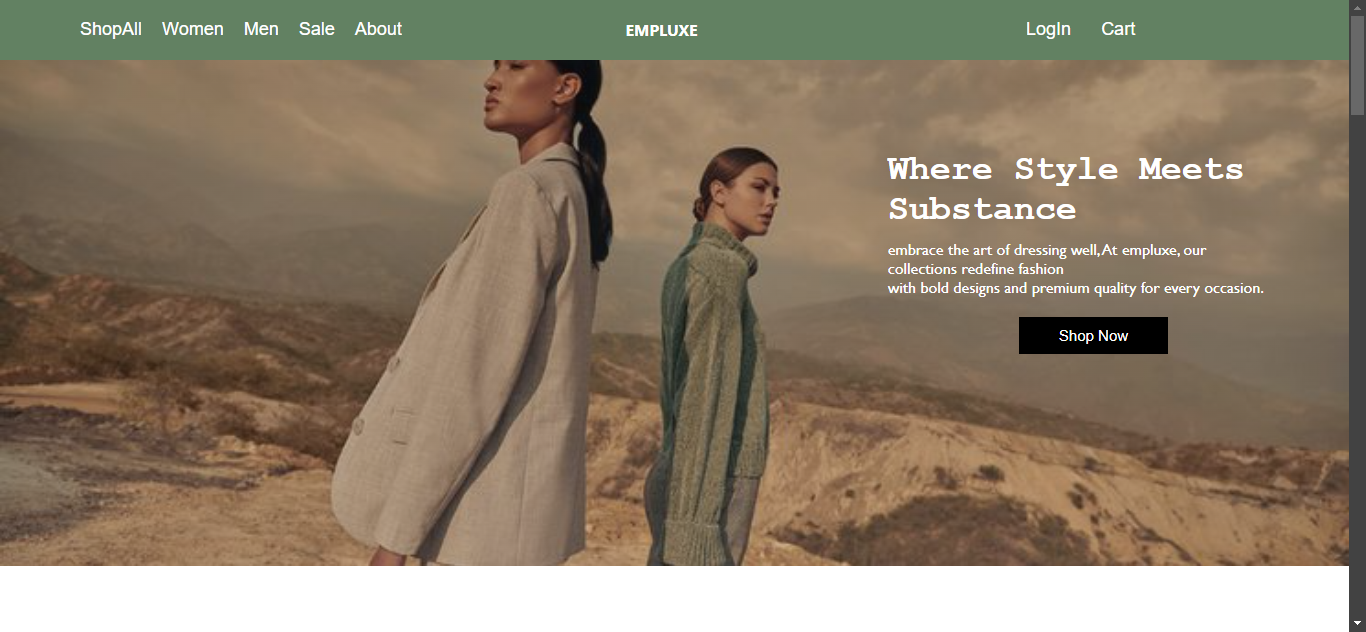 ShopAll Women Men Sale About EMPLUXE LogIn Cart
Where Style Meets
Substance
embrace the art of dressing well,At empluxe, our
collections redefine fashion
with bold designs and premium quality for every occasion.
Shop Now